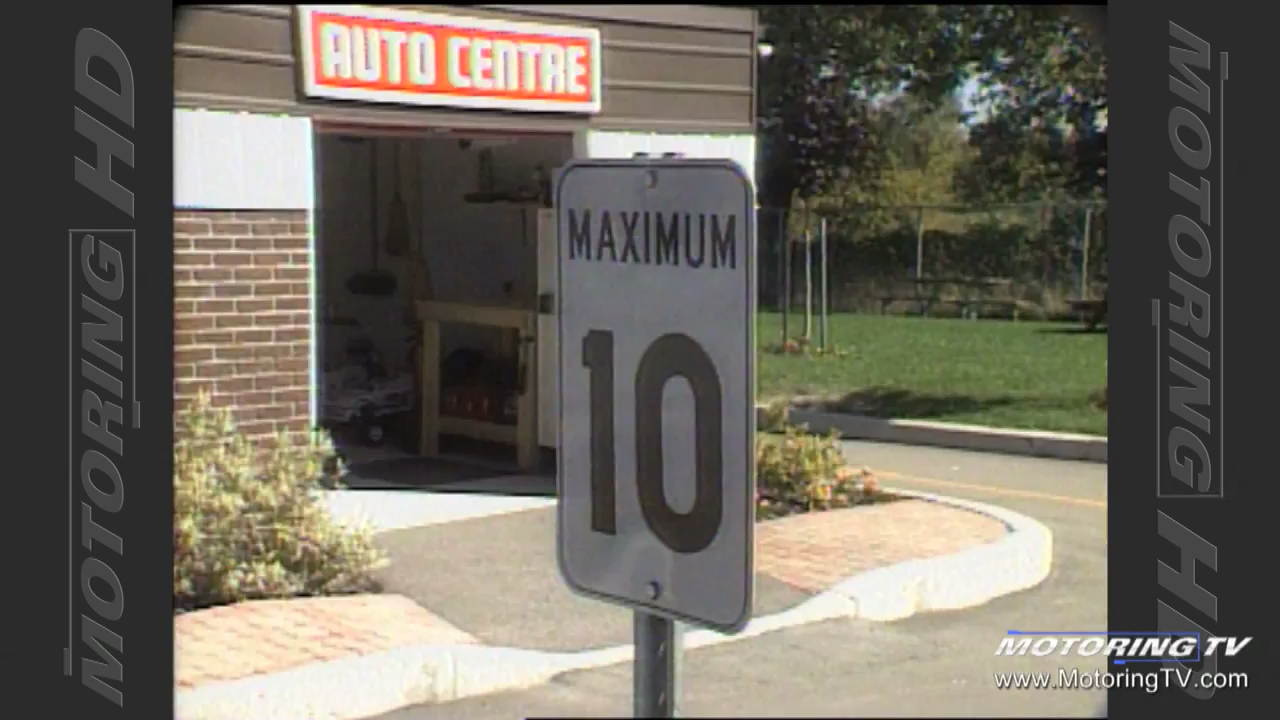 AUTO CENTRE
MAXIMUM
10
MOTORING HD
MOTORING HD
MOTORING TV
www.MotoringTV.com